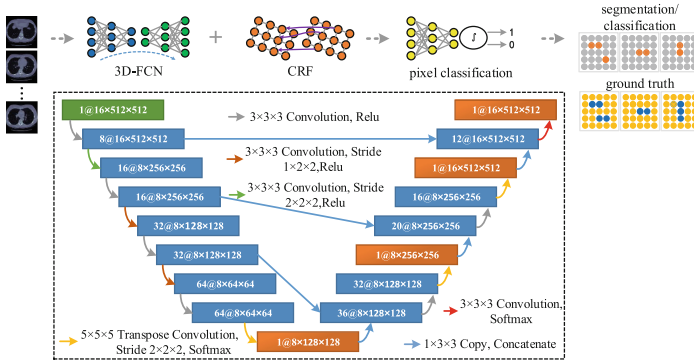 segmentation/
classification
1
0
3D-FCN
CRF
pixel classification
ground truth
1@16×512×512
1@16×512×512
3×3×3 Convolution, Relu
8@16×512×512
12@16×512×512
3×3×3 Convolution, Stride
1×2×2,Relu
16@8×256×256
1@16×512×512
3×3×3 Convolution, Stride
2×2×2,Relu
16@8×256×256
16@8×256×256
32@8×128×128
20@8×256×256
32@8×128×128
1@8×256×256
64@8×64×64
32@8×128×128
64@8×64×64
36@8×128×128
3×3×3 Convolution,
Softmax
5×5×5 Transpose Convolution,
Stride 2×2×2, Softmax
1@8×128×128
1×3×3 Copy, Concatenate